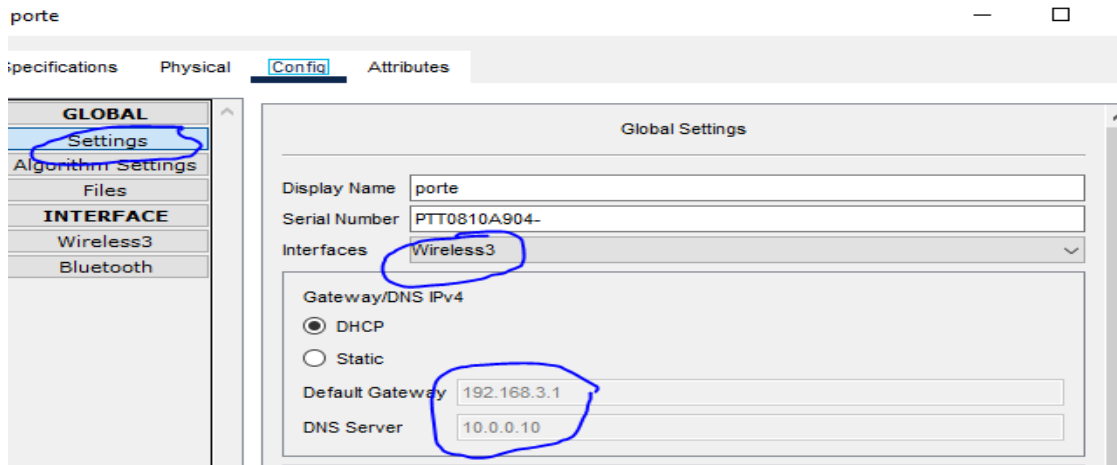 porte
Specifications Physical Config Attributes
GLOBAL
Settings
Algorithm Settings
Files
INTERFACE
Wireless3
Bluetooth
Global Settings
Display Name porte
Serial Number PTT0810A904-
Interfaces Wireless3
Gateway/DNS IPv4
DHCP
Static
Default Gateway 192.168.3.1
DNS Server 10.0.0.10